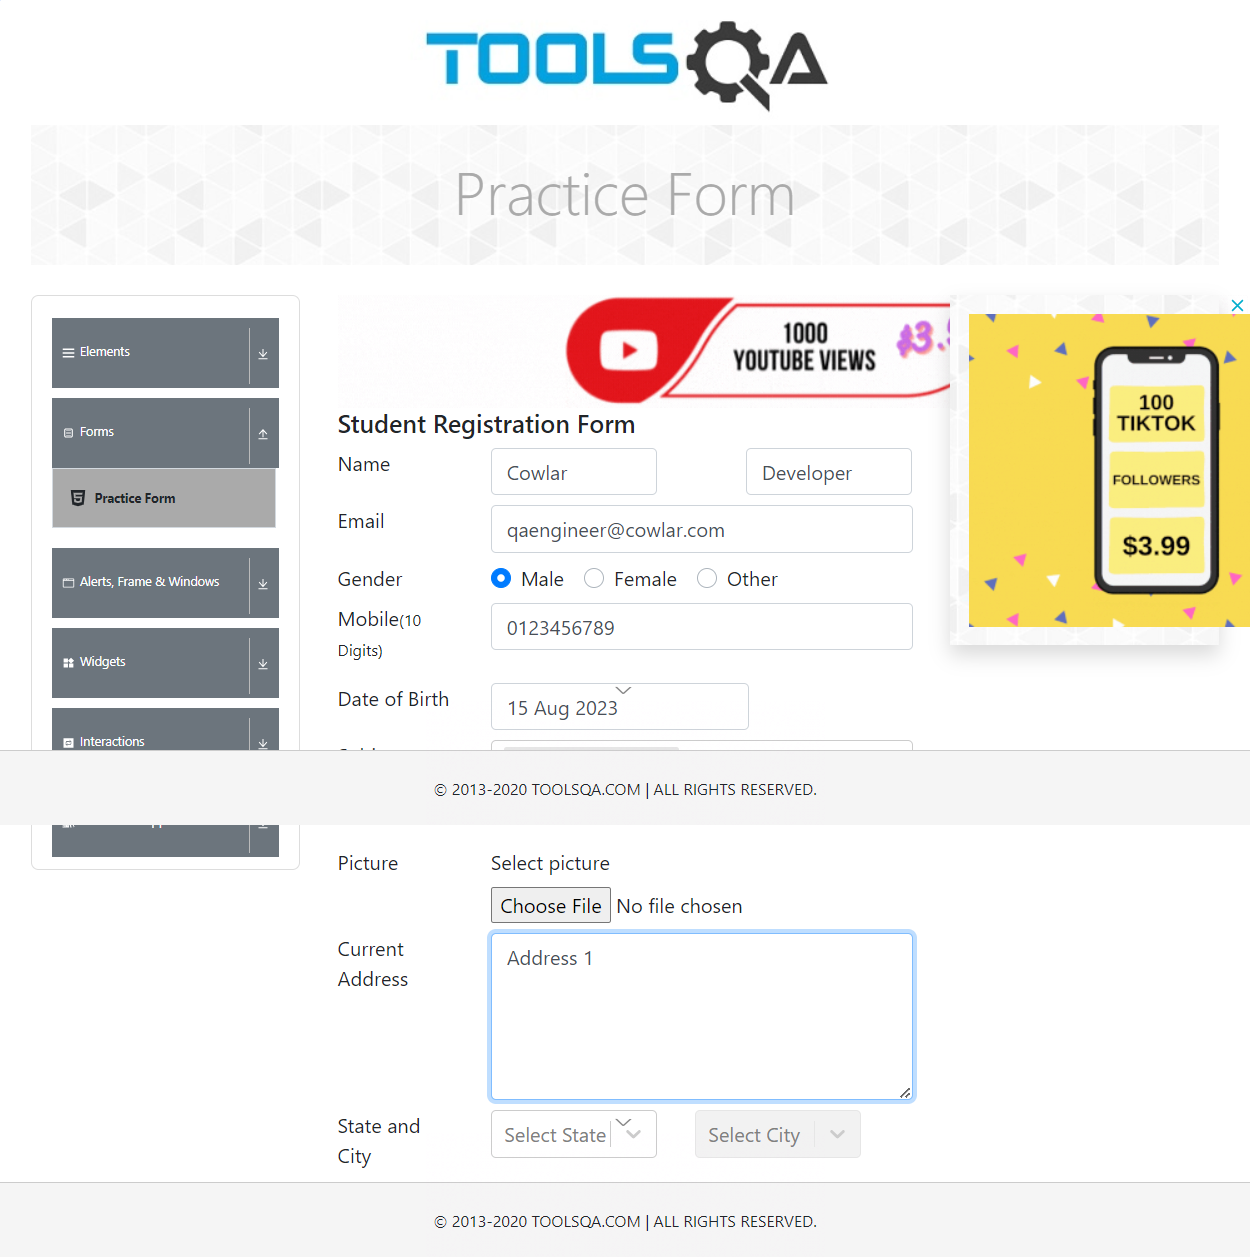 TOOLSQA
Practice Form
Elements
Forms
Practice Form
Alerts, Frame & Windows
Widgets
Interactions
1000
YOUTUBE VIEWS
100
TIKTOK
FOLLOWERS
$3.99
Student Registration Form
Name
Cowlar
Developer
Email
qaengineer@cowlar.com
Gender
Male
Female
Other
Mobile(10
Digits)
0123456789
Date of Birth
15 Aug 2023
© 2013-2020 TOOLSQA.COM | ALL RIGHTS RESERVED.
Picture
Select picture
Choose File No file chosen
Current
Address
Address 1
State and
City
Select State
Select City
© 2013-2020 TOOLSQA.COM | ALL RIGHTS RESERVED.